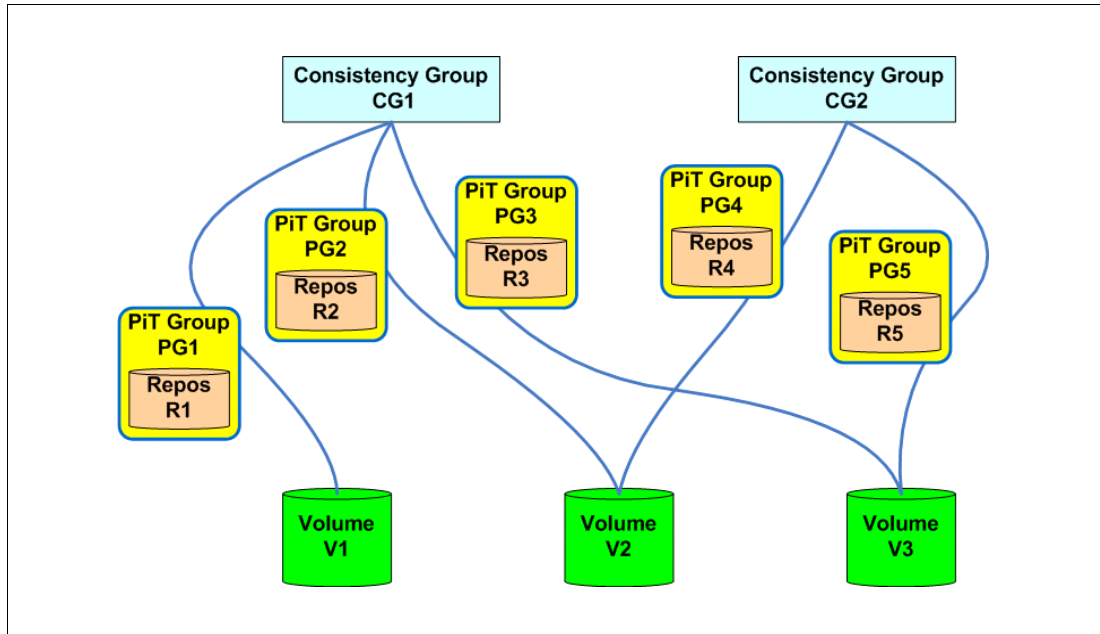 Consistency Group
CG1
Consistency Group
CG2
PiT Group
PG1
Repos
R1
PiT Group
PG2
Repos
R2
PiT Group
PG3
Repos
R3
PiT Group
PG4
Repos
R4
PiT Group
PG5
Repos
R5
Volume
V1
Volume
V2
Volume
V3